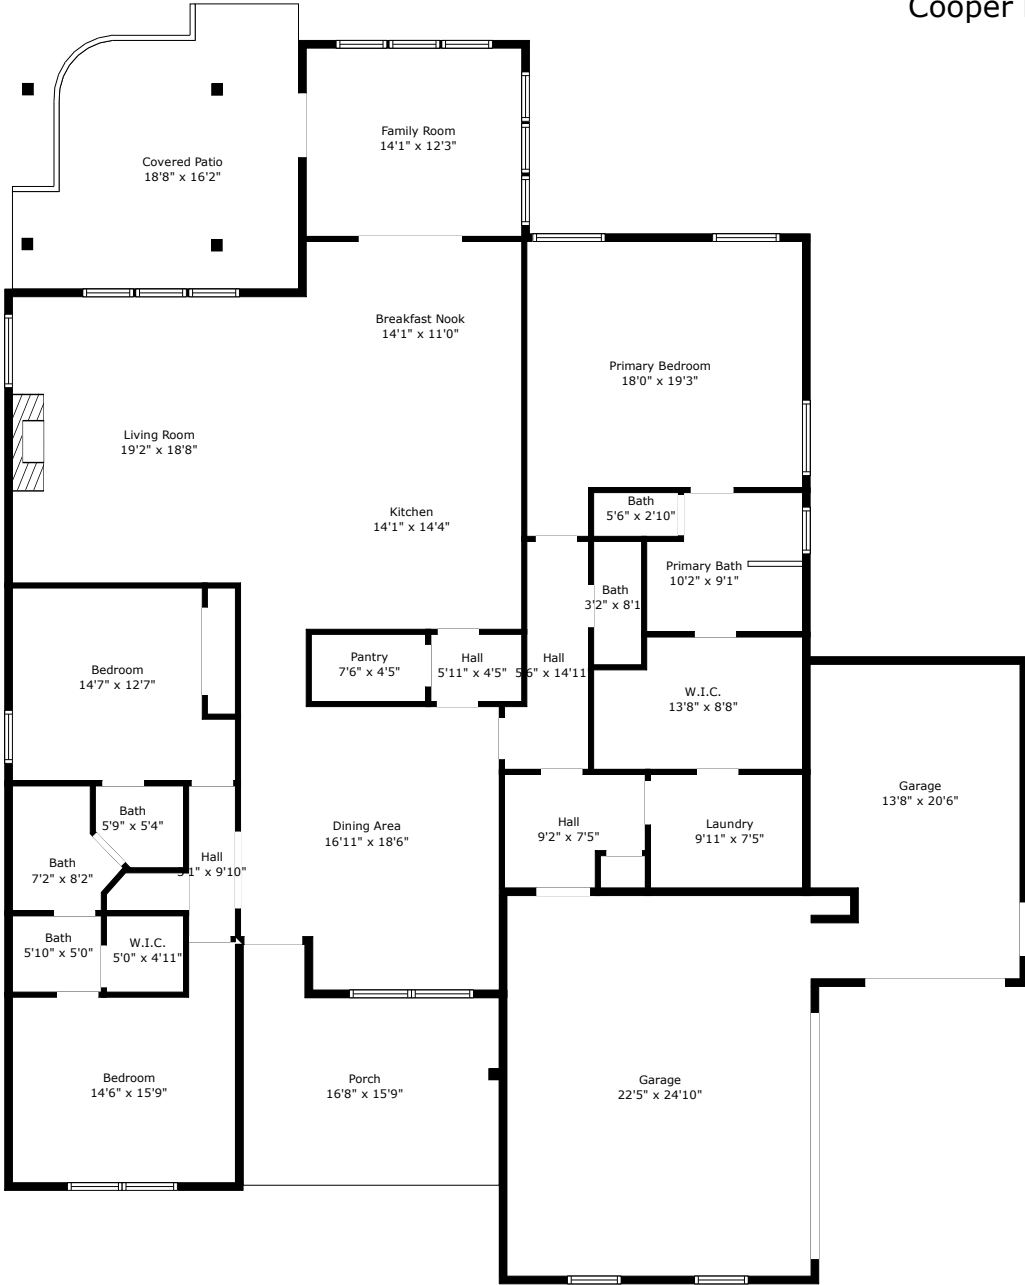 Cooper
Family Room
14'1" x 12'3"
Covered Patio
18'8" x 16'2"
Breakfast Nook
14'1" x 11'0"
Primary Bedroom
18'0" x 19'3"
Living Room
19'2" x 18'8"
Kitchen
14'1" x 14'4"
Bath
5'6" x 2'10"
Primary Bath
10'2" x 9'1"
Bath
3'2" x 8'1
Pantry
7'6" x 4'5"
Hall
5'11" x 4'5"
Hall
5'6" x 14'11
Bedroom
14'7" x 12'7"
W.I.C.
13'8" x 8'8"
Garage
13'8" x 20'6"
Bath
5'9" x 5'4"
Dining Area
16'11" x 18'6"
Hall
9'2" x 7'5"
Laundry
9'11" x 7'5"
Hall
x 9'10"
Bath
7'2" x 8'2"
Bath
5'10" x 5'0"
W.I.C.
5'0" x 4'11"
Bedroom
14'6" x 15'9"
Porch
16'8" x 15'9"
Garage
22'5" x 24'10"